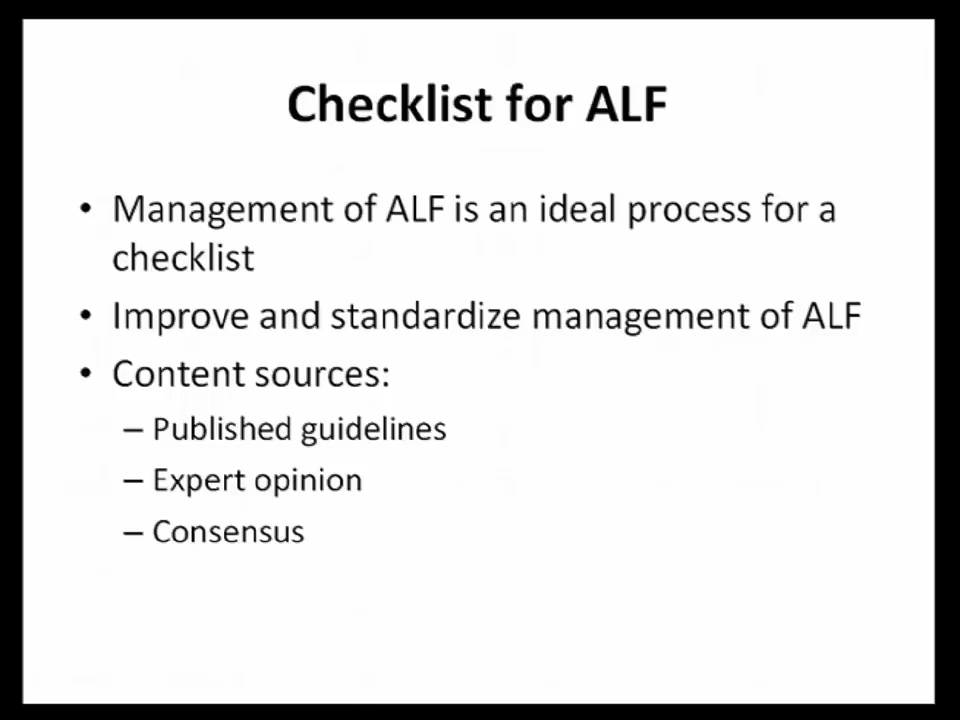 Checklist for ALF
• Management of ALF is an ideal process for a
checklist
• Improve and standardize management of ALF
• Content sources:
– Published guidelines
– Expert opinion
– Consensus